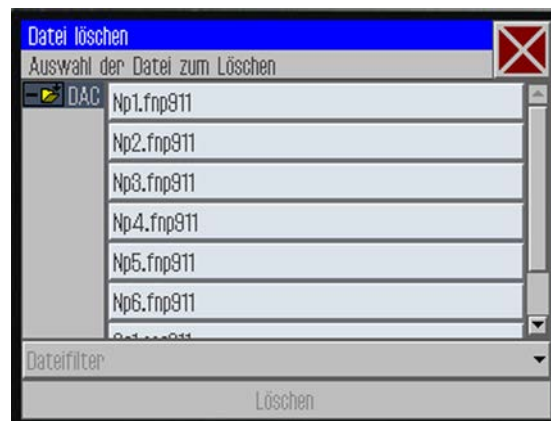 Datei löschen
Auswahl der Datei zum Löschen
DAC
Np1.fnp911
Np2.fnp911
Np3.fnp911
Np4.fnp911
Np5.fnp911
Np6.fnp911
Dateifilter
Löschen